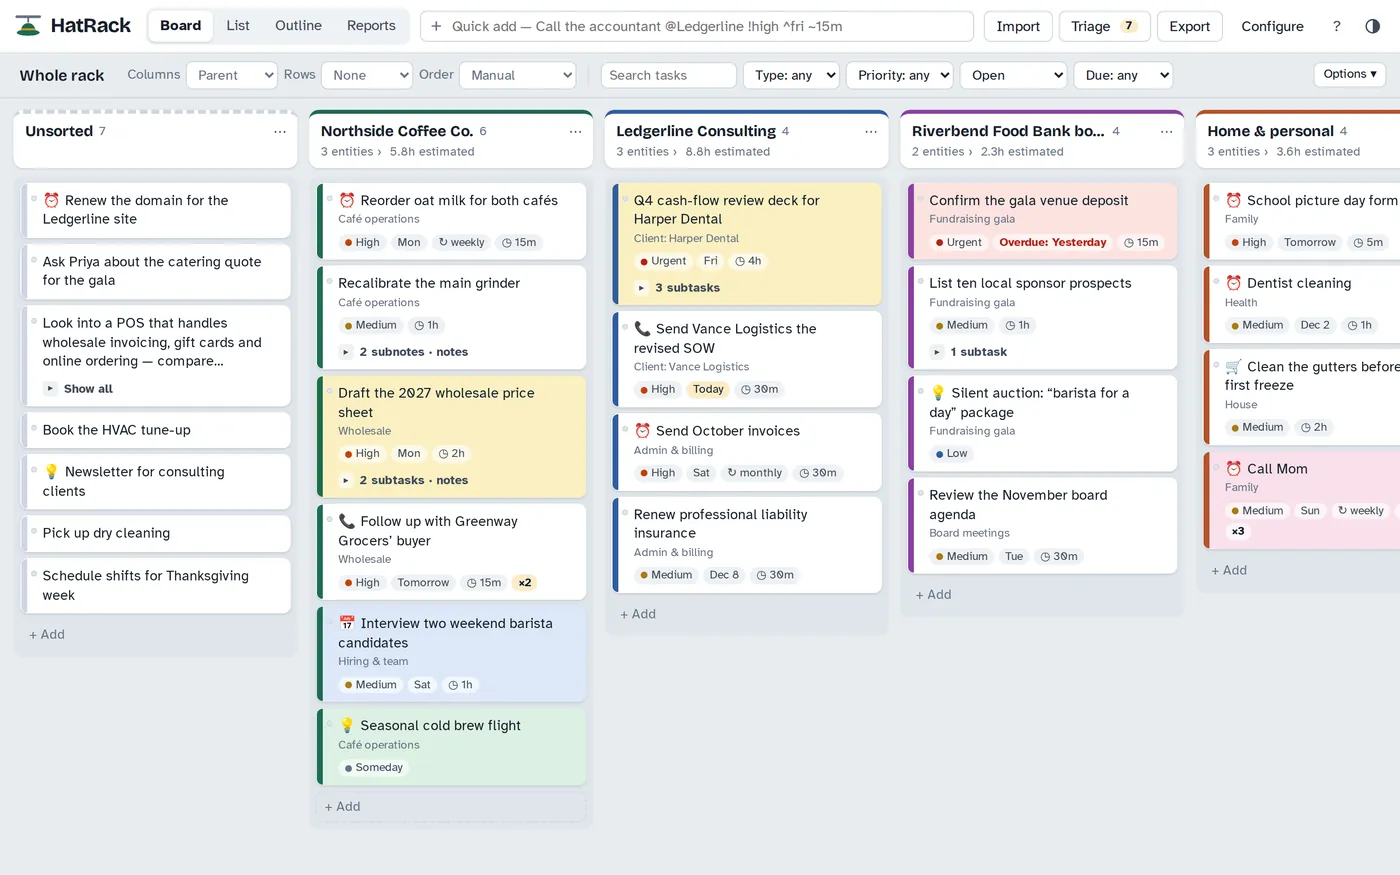 HatRack
Board List Outline Reports
+ Quick add — Call the accountant @Ledgerline !high ^fri ~15m
Import Triage 7 Export Configure ?
Whole rack
Columns Parent Rows None Order Manual
Search tasks Type: any Priority: any Open Due: any Options ▾
Unsorted 7 ...
⏰ Renew the domain for the
Ledgerline site
Ask Priya about the catering quote
for the gala
Look into a POS that handles
wholesale invoicing, gift cards and
online ordering — compare...
▸ Show all
Book the HVAC tune-up
💡 Newsletter for consulting
clients
Pick up dry cleaning
Schedule shifts for Thanksgiving
week
+ Add
Northside Coffee Co. 6 ...
3 entities › 5.8h estimated
⏰ Reorder oat milk for both cafés
Café operations
High Mon ↻ weekly ◷ 15m
Recalibrate the main grinder
Café operations
Medium ◷ 1h
▸ 2 subnotes · notes
Draft the 2027 wholesale price
sheet
Wholesale
High Mon ◷ 2h
▸ 2 subtasks · notes
📞 Follow up with Greenway
Grocers’ buyer
Wholesale
High Tomorrow ◷ 15m ×2
📅 Interview two weekend barista
candidates
Hiring & team
Medium Sat ◷ 1h
💡 Seasonal cold brew flight
Café operations
Someday
+ Add
Ledgerline Consulting 4 ...
3 entities › 8.8h estimated
Q4 cash-flow review deck for
Harper Dental
Client: Harper Dental
Urgent Fri ◷ 4h
▸ 3 subtasks
📞 Send Vance Logistics the
revised SOW
Client: Vance Logistics
High Today ◷ 30m
⏰ Send October invoices
Admin & billing
High Sat ↻ monthly ◷ 30m
Renew professional liability
insurance
Admin & billing
Medium Dec 8 ◷ 30m
+ Add
Riverbend Food Bank bo... 4 ...
2 entities › 2.3h estimated
Confirm the gala venue deposit
Fundraising gala
Urgent Overdue: Yesterday ◷ 15m
List ten local sponsor prospects
Fundraising gala
Medium ◷ 1h
▸ 1 subtask
💡 Silent auction: “barista for a
day” package
Fundraising gala
Low
Review the November board
agenda
Board meetings
Medium Tue ◷ 30m
+ Add
Home & personal 4
3 entities › 3.6h estimated
⏰ School picture day form
Family
High Tomorrow ◷ 5m
⏰ Dentist cleaning
Health
Medium Dec 2 ◷ 1h
🛒 Clean the gutters before
first freeze
House
Medium ◷ 2h
⏰ Call Mom
Family
Medium Sun ↻ weekly
×3
+ Add